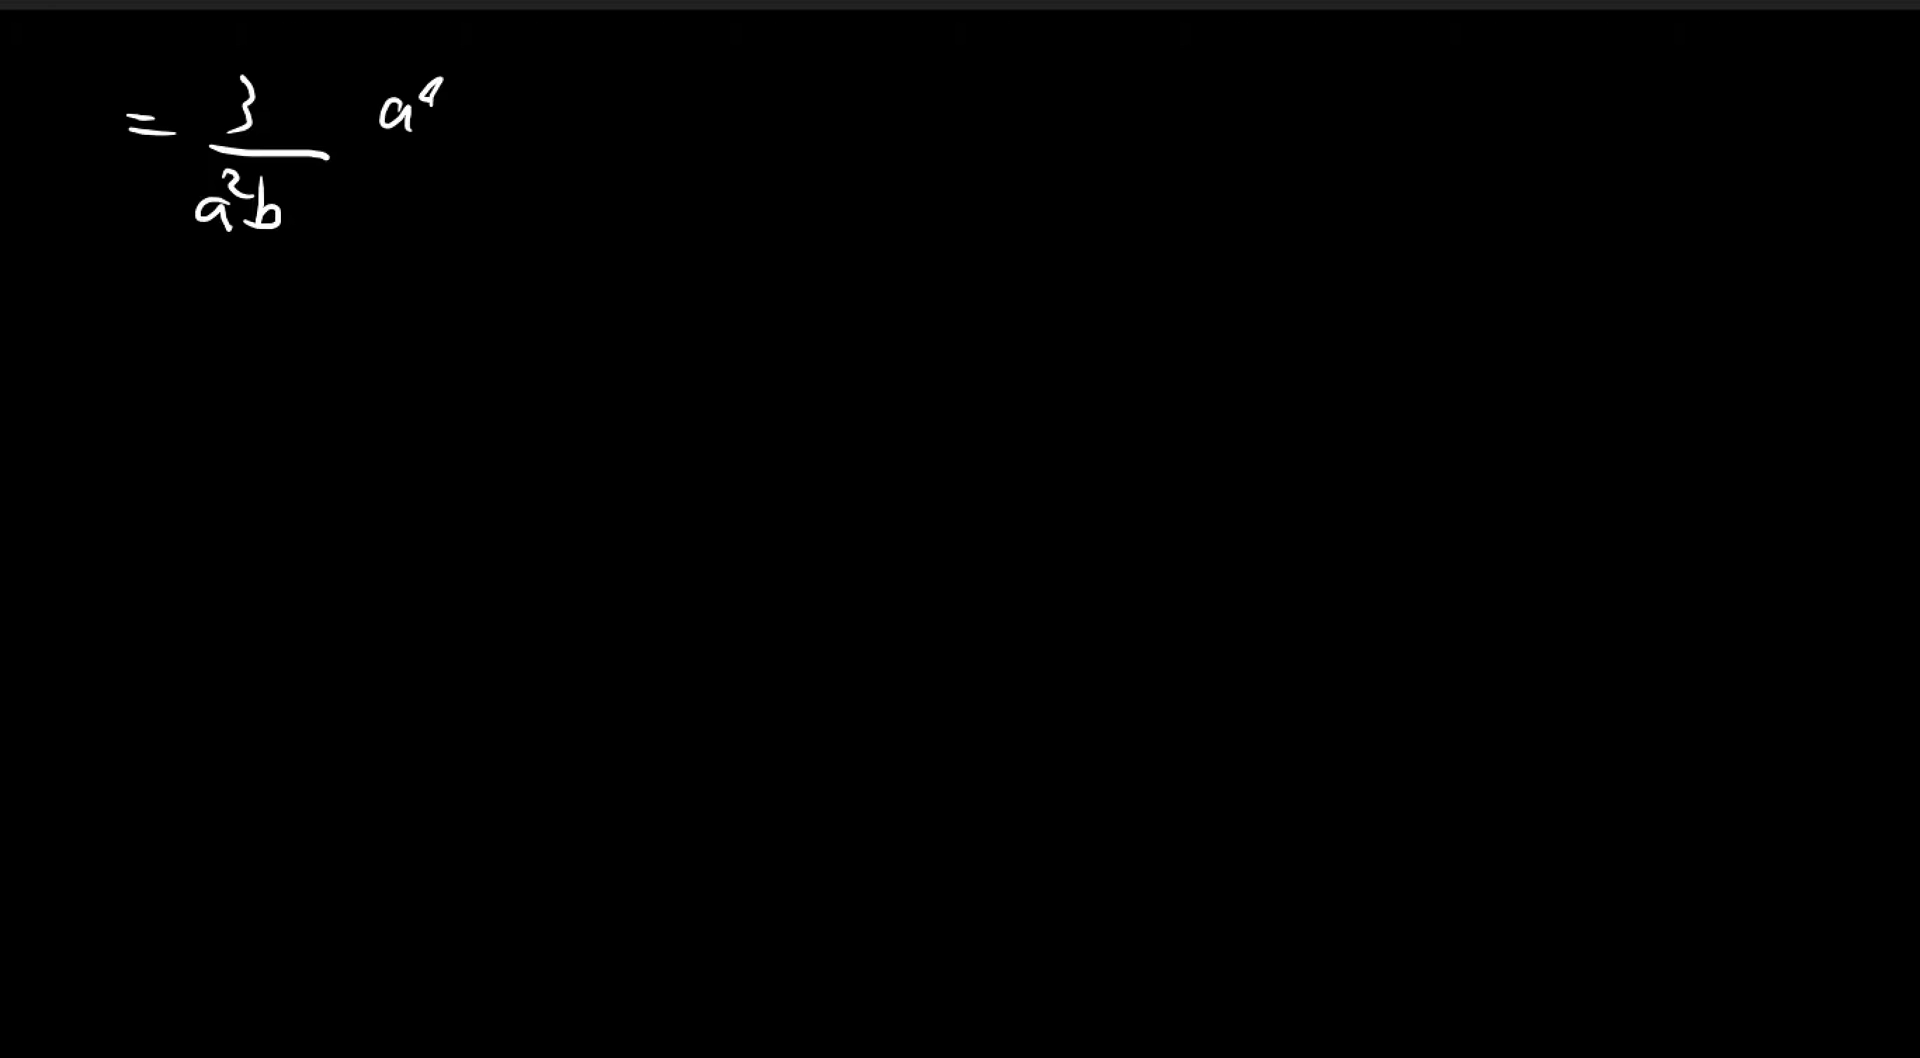 = 3/(a²b) a⁴